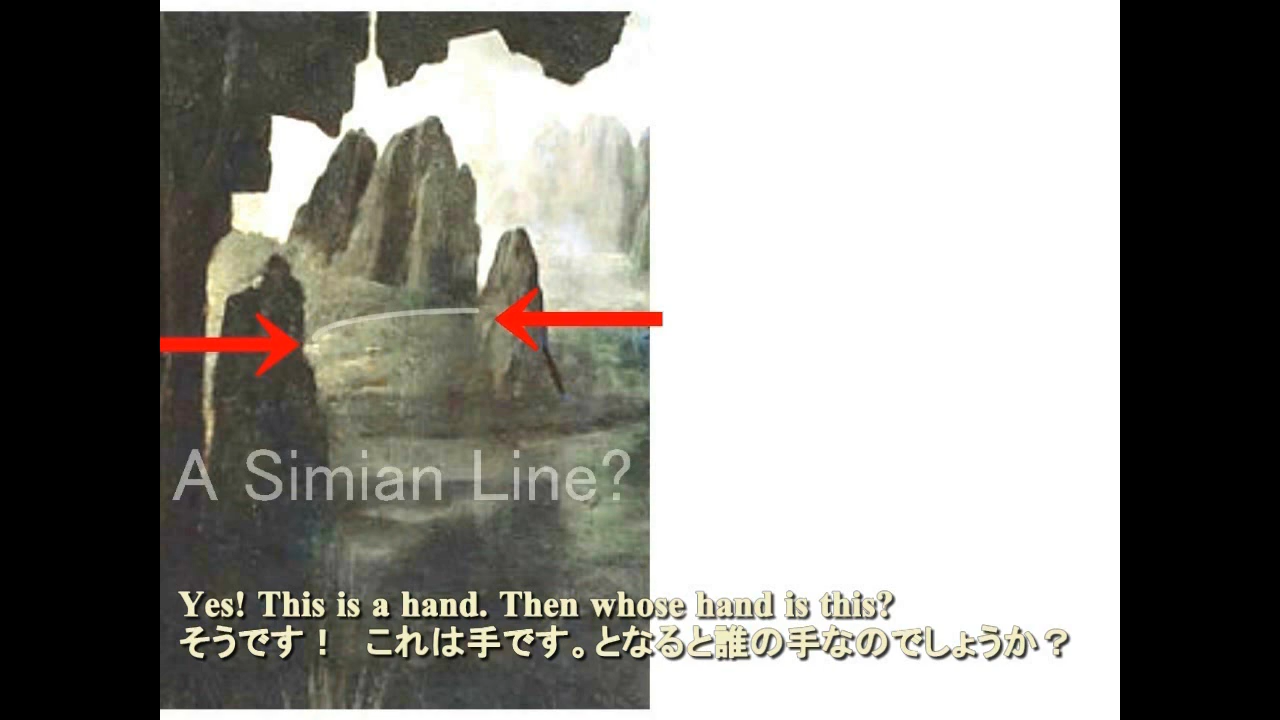 A Simian Line?
Yes! This is a hand. Then whose hand is this?
そうです！　これは手です。となると誰の手なのでしょうか？